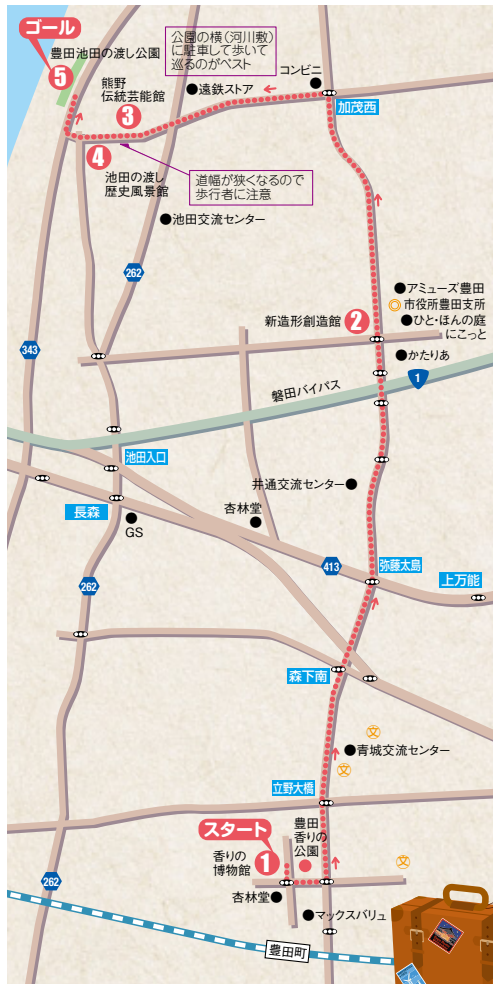 ゴール
豊田池田の渡し公園
5
公園の横（河川敷）
に駐車して歩いて
巡るのがベスト
コンビニ
熊野
伝統芸能館
3
●遠鉄ストア
加茂西
4
池田の渡し
歴史風景館
道幅が狭くなるので
歩行者に注意
●池田交流センター
262
●アミューズ豊田
◎市役所豊田支所
●ひと・ほんの庭
にこっと
新造形創造館
2
●かたりあ
343
1
磐田バイパス
池田入口
井通交流センター●
長森
杏林堂
GS
413
弥藤太島
上万能
262
森下南
文
●青城交流センター
文
立野大橋
スタート
豊田
香りの
公園
香りの
博物館
1
文
262
杏林堂●
●マックスバリュ
豊田町